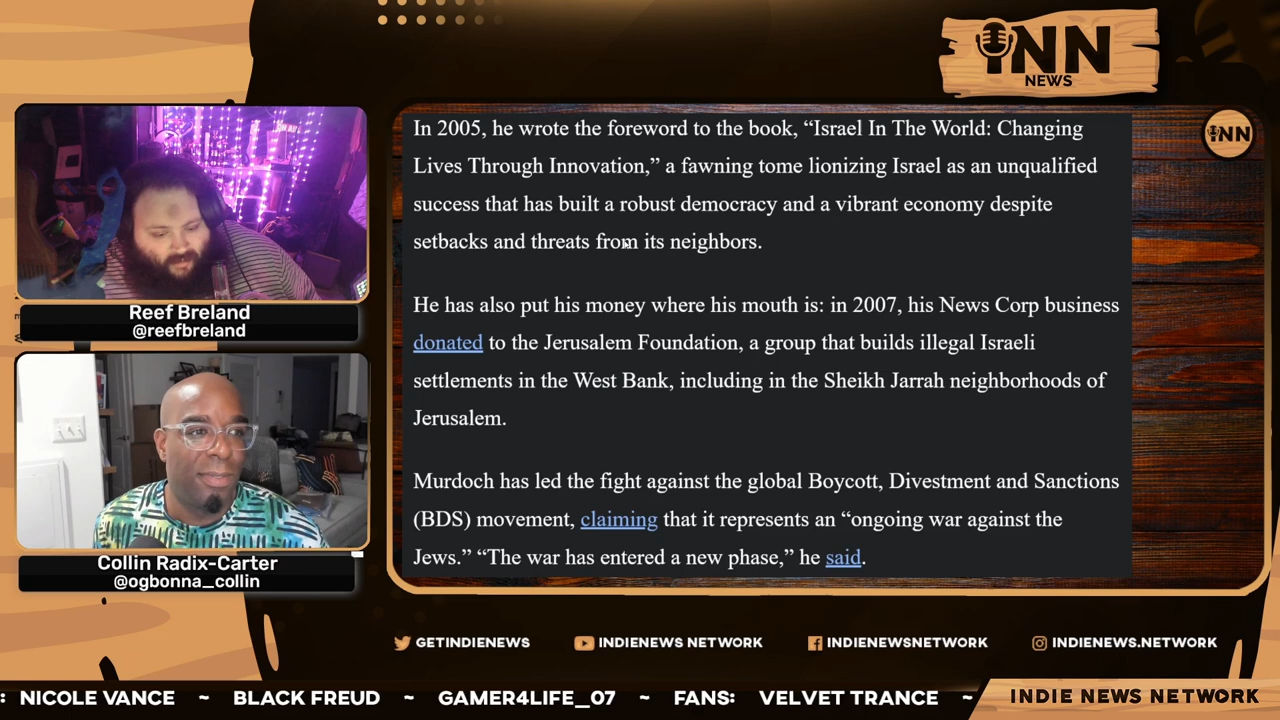 iNN
NEWS
iNN
In 2005, he wrote the foreword to the book, “Israel In The World: Changing
Lives Through Innovation,” a fawning tome lionizing Israel as an unqualified
success that has built a robust democracy and a vibrant economy despite
setbacks and threats from its neighbors.
He has also put his money where his mouth is: in 2007, his News Corp business
donated to the Jerusalem Foundation, a group that builds illegal Israeli
settlements in the West Bank, including in the Sheikh Jarrah neighborhoods of
Jerusalem.
Murdoch has led the fight against the global Boycott, Divestment and Sanctions
(BDS) movement, claiming that it represents an “ongoing war against the
Jews.” “The war has entered a new phase,” he said.
Reef Breland
@reefbreland
Collin Radix-Carter
@ogbonna_collin
GETINDIENEWS
INDIENEWS NETWORK
INDIENEWSNETWORK
INDIENEWS.NETWORK
: NICOLE VANCE ~ BLACK FREUD ~ GAMER4LIFE_07 ~ FANS: VELVET TRANCE ~
INDIE NEWS NETWORK